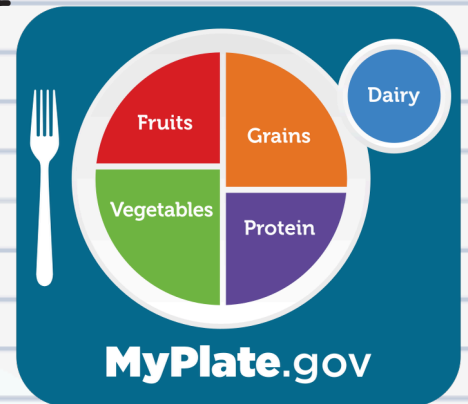 Fruits
Grains
Dairy
Vegetables
Protein
MyPlate.gov